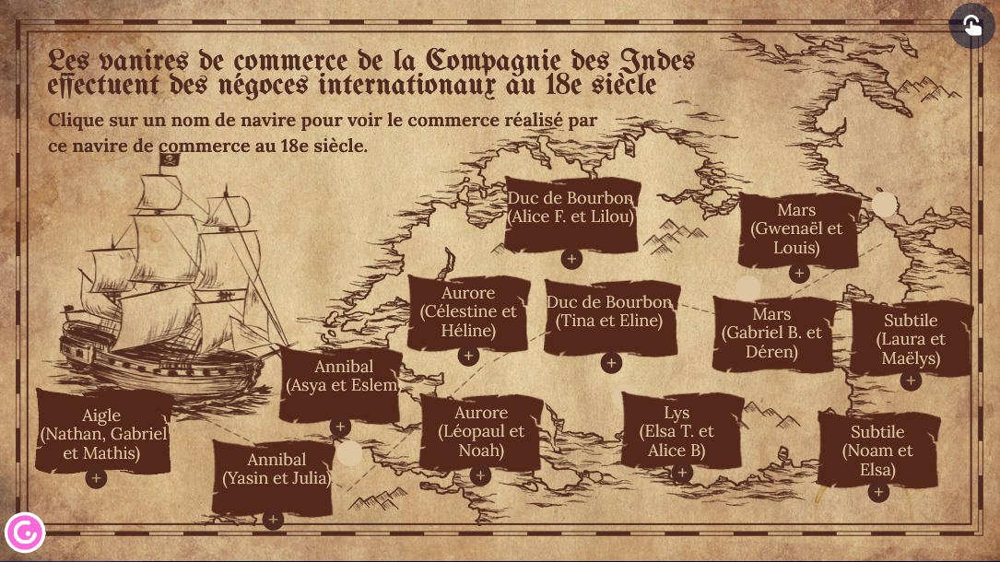 Les vanires de commerce de la Compagnie des Indes
effectuent des négoces internationaux au 18e siècle
Clique sur un nom de navire pour voir le commerce réalisé par
ce navire de commerce au 18e siècle.
Duc de Bourbon
(Alice F. et Lilou)
Mars
(Gwenaël et
Louis)
Aurore
(Célestine et
Héline)
Duc de Bourbon
(Tina et Eline)
Mars
(Gabriel B. et
Déren)
Subtile
(Laura et
Maëlys)
Annibal
(Asya et Eslem
Aigle
(Nathan, Gabriel
et Mathis)
Aurore
(Léopaul et
Noah)
Lys
(Elsa T. et
Alice B)
Subtile
(Noam et
Elsa)
Annibal
(Yasin et Julia)